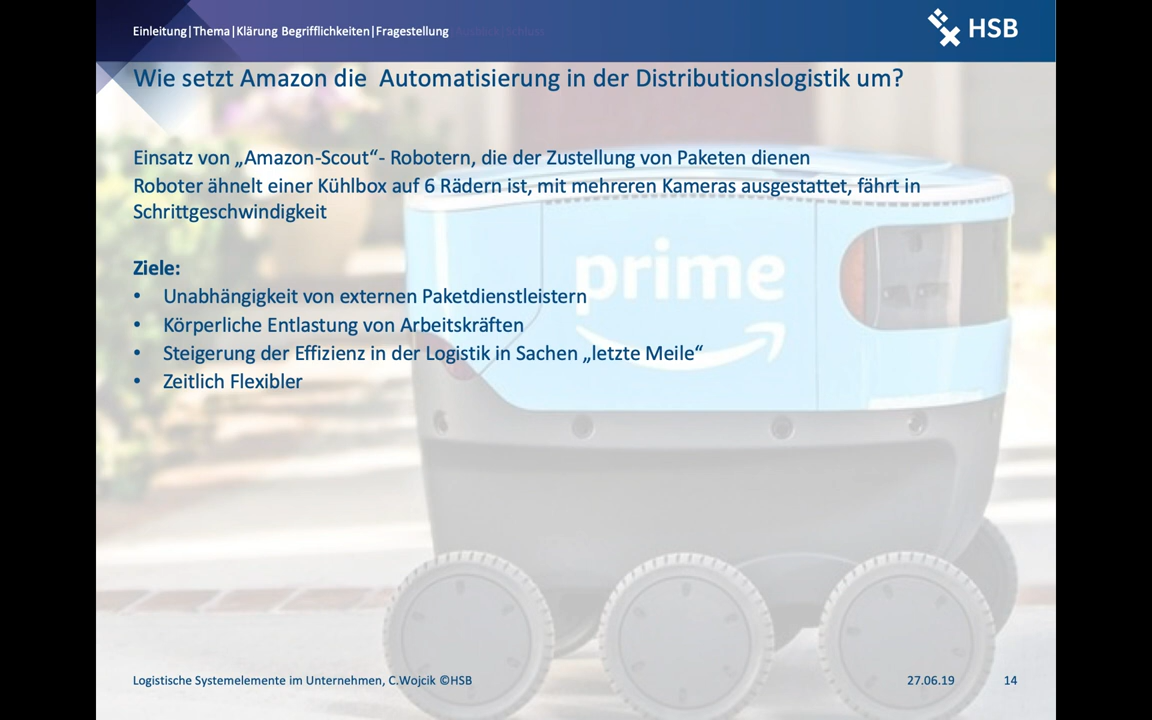 Einleitung|Thema|Klärung Begrifflichkeiten|Fragestellung
HSB
Wie setzt Amazon die  Automatisierung in der Distributionslogistik um?
Einsatz von „Amazon-Scout“- Robotern, die der Zustellung von Paketen dienen
Roboter ähnelt einer Kühlbox auf 6 Rädern ist, mit mehreren Kameras ausgestattet, fährt in
Schrittgeschwindigkeit
Ziele:
• Unabhängigkeit von externen Paketdienstleistern
• Körperliche Entlastung von Arbeitskräften
• Steigerung der Effizienz in der Logistik in Sachen „letzte Meile“
• Zeitlich Flexibler
prime
Logistische Systemelemente im Unternehmen, C.Wojcik ©HSB
27.06.19
14